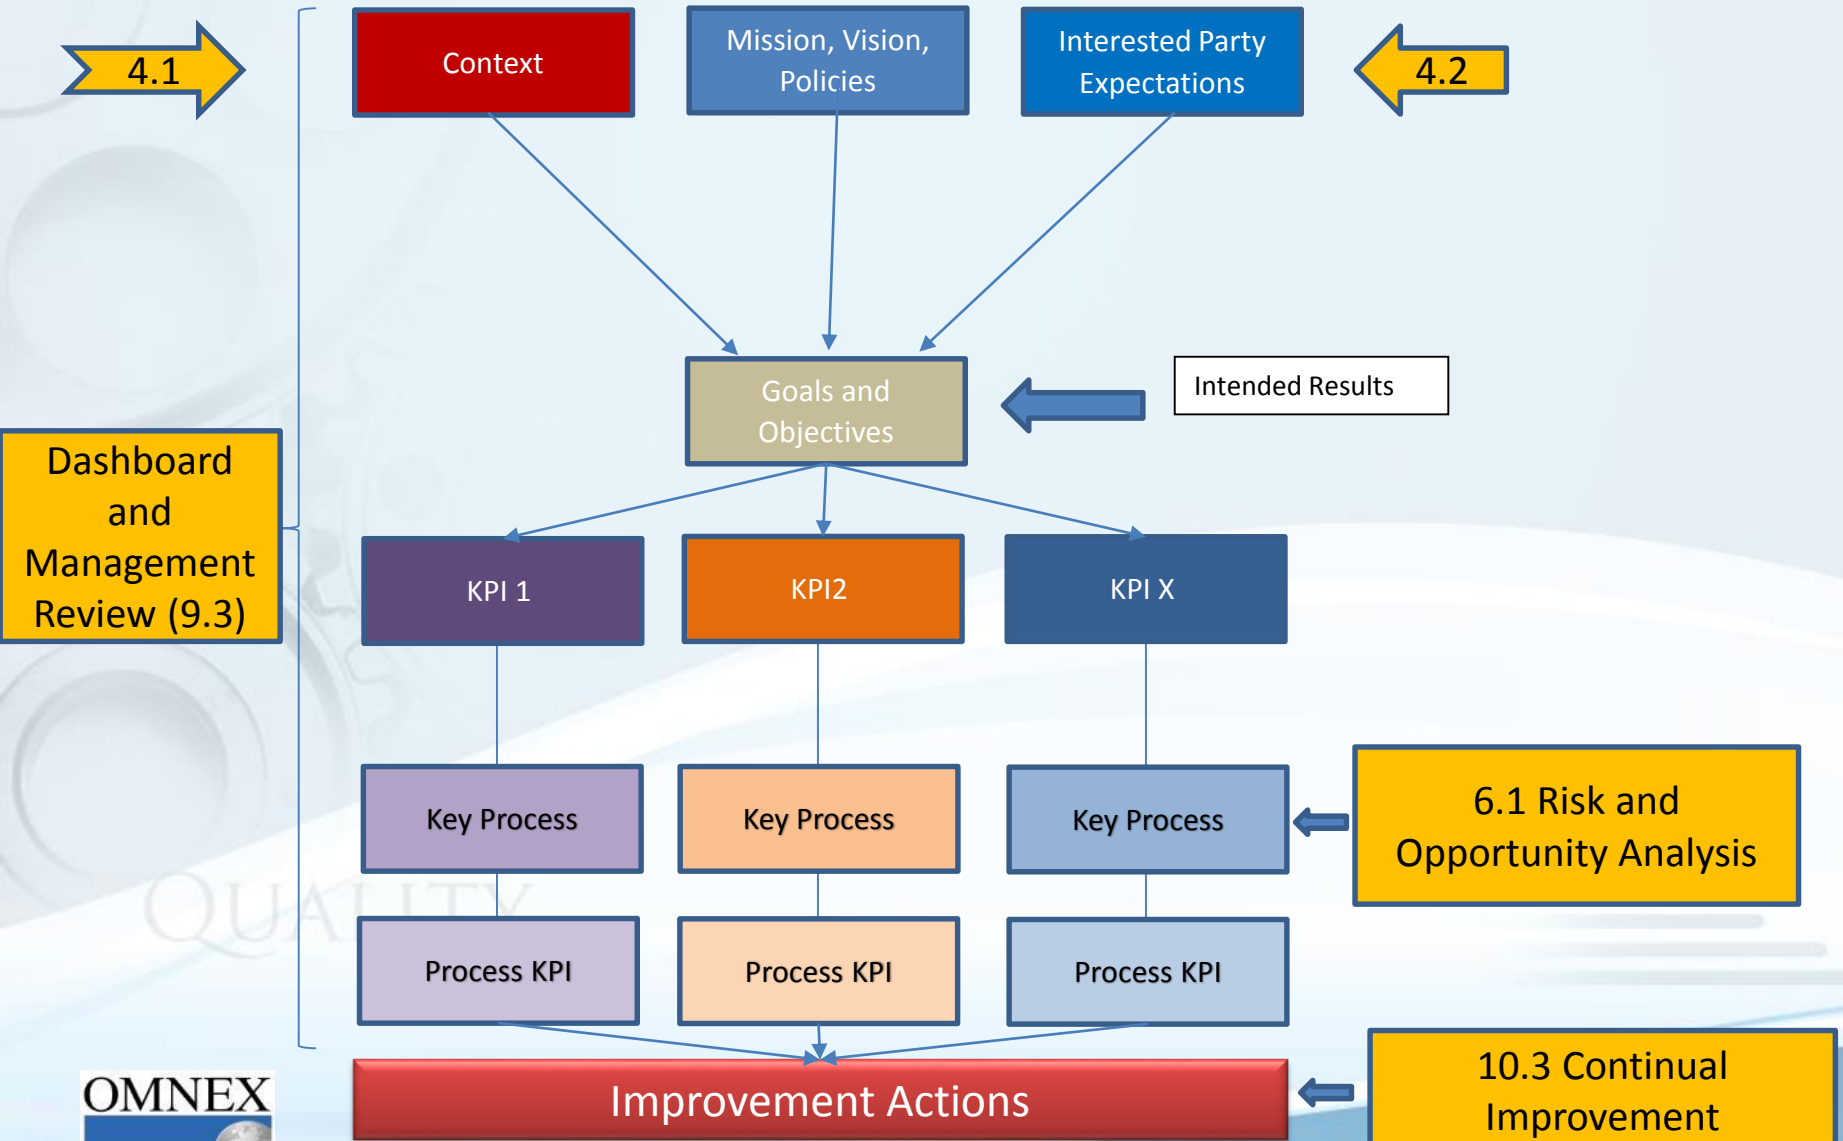 4.1
Context
Mission, Vision,
Policies
Interested Party
Expectations
4.2
Goals and
Objectives
Intended Results
Dashboard
and
Management
Review (9.3)
KPI 1
KPI2
KPI X
Key Process
Key Process
Key Process
6.1 Risk and
Opportunity Analysis
QUALITY
Process KPI
Process KPI
Process KPI
Improvement Actions
10.3 Continual
Improvement
OMNEX